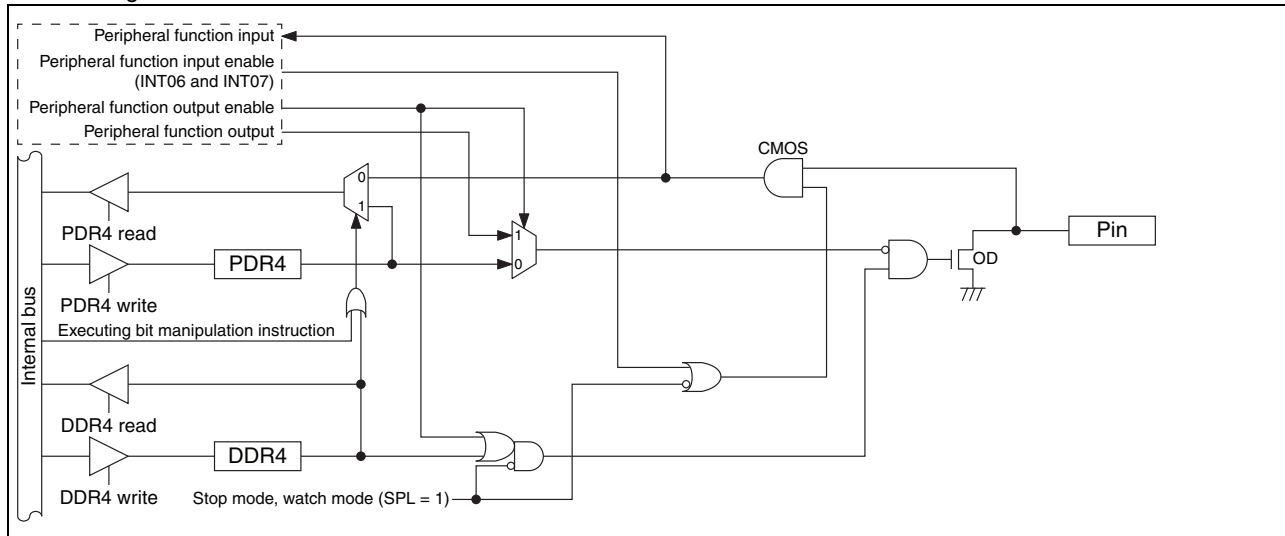 Peripheral function input
Peripheral function input enable
(INT06 and INT07)
Peripheral function output enable
Peripheral function output
CMOS
0
1
PDR4 read
1
Pin
PDR4
0
OD
PDR4 write
Executing bit manipulation instruction
Internal bus
DDR4 read
DDR4
DDR4 write
Stop mode, watch mode (SPL = 1)